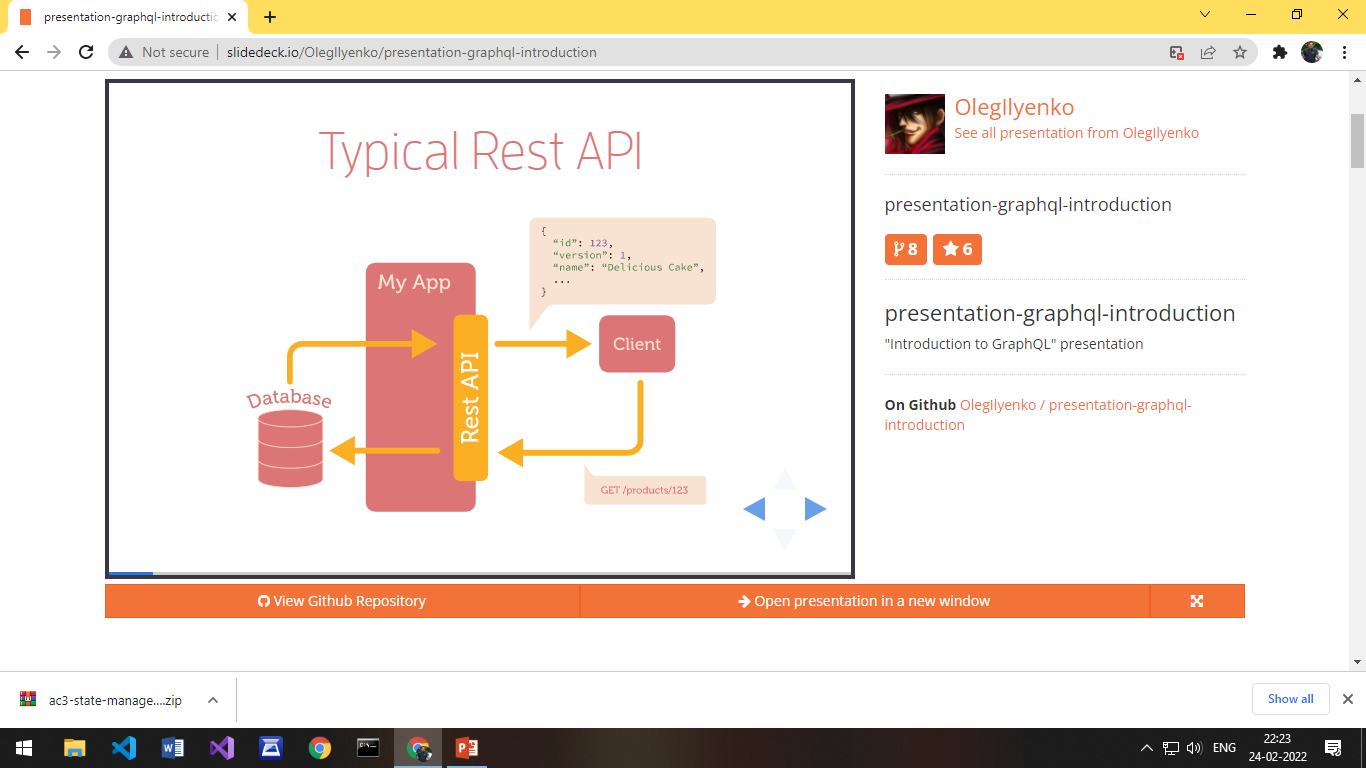 presentation-graphql-introductio
Not secure
slidedeck.io/OlegIlyenko/presentation-graphql-introduction
Typical Rest API
{
"id": 123,
"version": 1,
"name": "Delicious Cake",
...
}
My App
Rest API
Client
Database
GET /products/123
OlegIlyenko
See all presentation from OlegIlyenko
presentation-graphql-introduction
8
6
presentation-graphql-introduction
"Introduction to GraphQL" presentation
On Github OlegIlyenko / presentation-graphql-
introduction
View Github Repository
Open presentation in a new window
ac3-state-manage....zip
Show all
ENG
22:23
24-02-2022